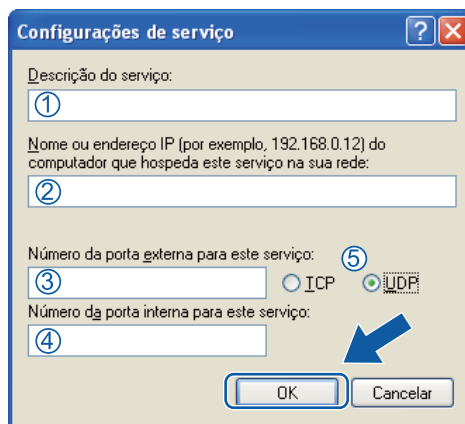 Configurações de serviço
?
X
Descrição do serviço:
①
Nome ou endereço IP (por exemplo, 192.168.0.12) do
computador que hospeda este serviço na sua rede:
②
Número da porta externa para este serviço:
⑤
③
TCP
UDP
Número da porta interna para este serviço:
④
OK
Cancelar